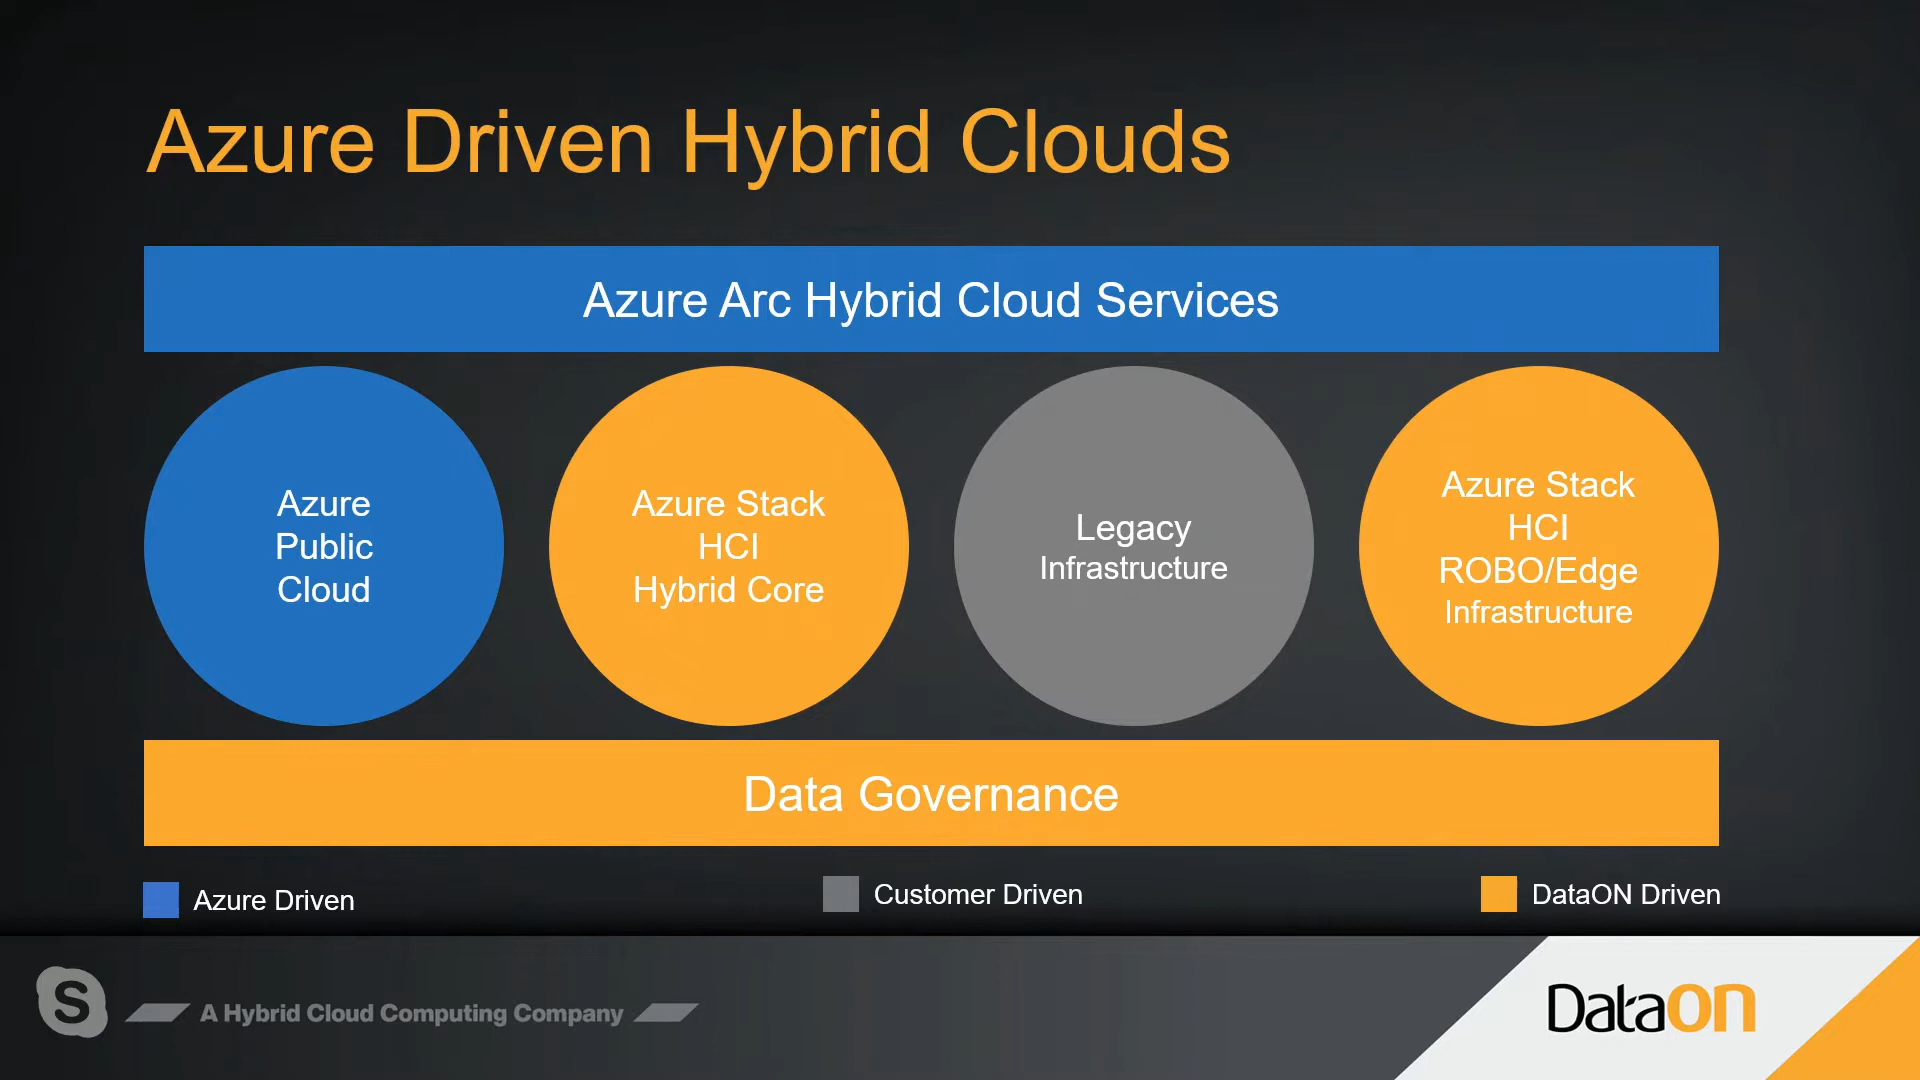 Azure Driven Hybrid Clouds
Azure Arc Hybrid Cloud Services
Azure
Public
Cloud
Azure Stack
HCI
Hybrid Core
Legacy
Infrastructure
Azure Stack
HCI
ROBO/Edge
Infrastructure
Data Governance
Azure Driven
Customer Driven
DataON Driven
S
A Hybrid Cloud Computing Company
Dataon